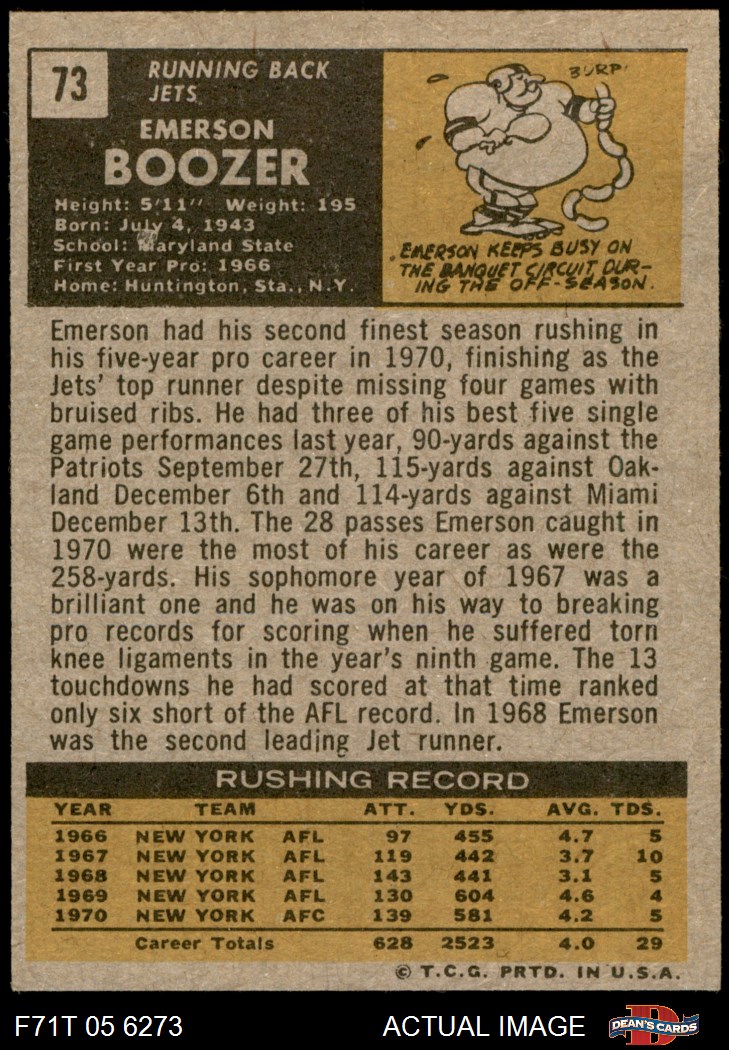 73
RUNNING BACK
JETS
EMERSON
BOOZER
Height: 5'11" Weight: 195
Born: July 4, 1943
School: Maryland State
First Year Pro: 1966
Home: Huntington, Sta., N.Y.
BURP!
EMERSON KEEPS BUSY ON
THE BANQUET CIRCUIT DUR-
ING THE OFF-SEASON.
Emerson had his second finest season rushing in
his five-year pro career in 1970, finishing as the
Jets' top runner despite missing four games with
bruised ribs. He had three of his best five single
game performances last year, 90-yards against the
Patriots September 27th, 115-yards against Oak-
land December 6th and 114-yards against Miami
December 13th. The 28 passes Emerson caught in
1970 were the most of his career as were the
258-yards. His sophomore year of 1967 was a
brilliant one and he was on his way to breaking
pro records for scoring when he suffered torn
knee ligaments in the year's ninth game. The 13
touchdowns he had scored at that time ranked
only six short of the AFL record. In 1968 Emerson
was the second leading Jet runner.
RUSHING RECORD
YEAR TEAM ATT. YDS. AVG. TDS.
1966 NEW YORK AFL 97 455 4.7 5
1967 NEW YORK AFL 119 442 3.7 10
1968 NEW YORK AFL 143 441 3.1 5
1969 NEW YORK AFL 130 604 4.6 4
1970 NEW YORK AFC 139 581 4.2 5
Career Totals 628 2523 4.0 29
© T.C.G. PRTD. IN U.S.A.
F71T 05 6273 ACTUAL IMAGE
D
DEAN'S CARDS